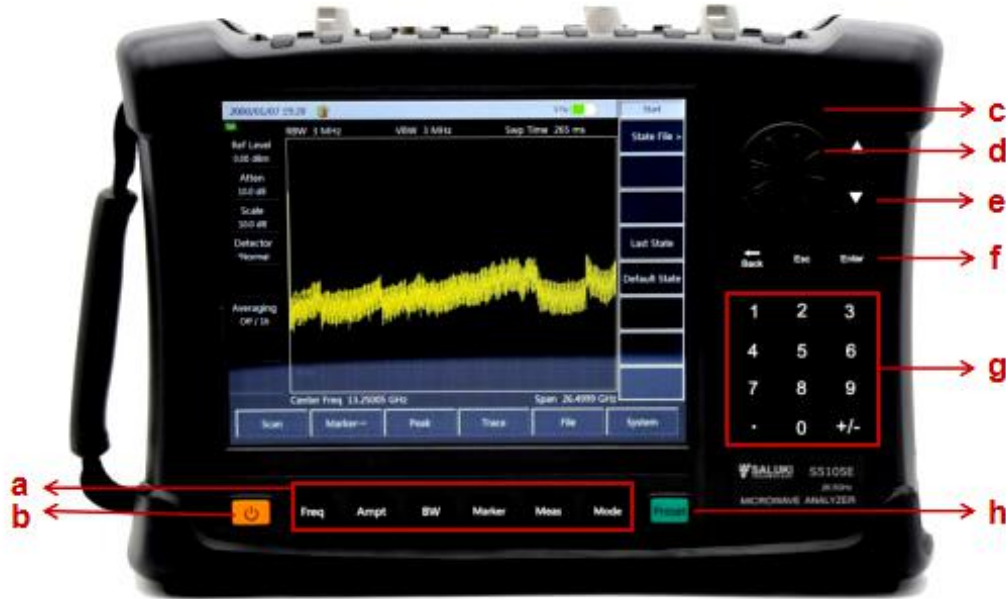 2000/01/07 19:20
51%
Start
RBW 3 MHz
VBW 3 MHz
Swp Time 265 ms
State File >
Ref Level
0.00 dBm
Atten
10.0 dB
Scale
10.0 dB
Detector
*Normal
Last State
Default State
Averaging
Off / 16
Center Freq 13.25005 GHz
Span 26.4999 GHz
Scan
Marker→
Peak
Trace
File
System
c
d
e
Back
Esc
Enter
f
1 2 3
4 5 6
7 8 9
. 0 +/-
g
SALUKI
S5105E
MICROWAVE ANALYZER
a
b
Freq
Ampt
BW
Marker
Meas
Mode
Preset
h